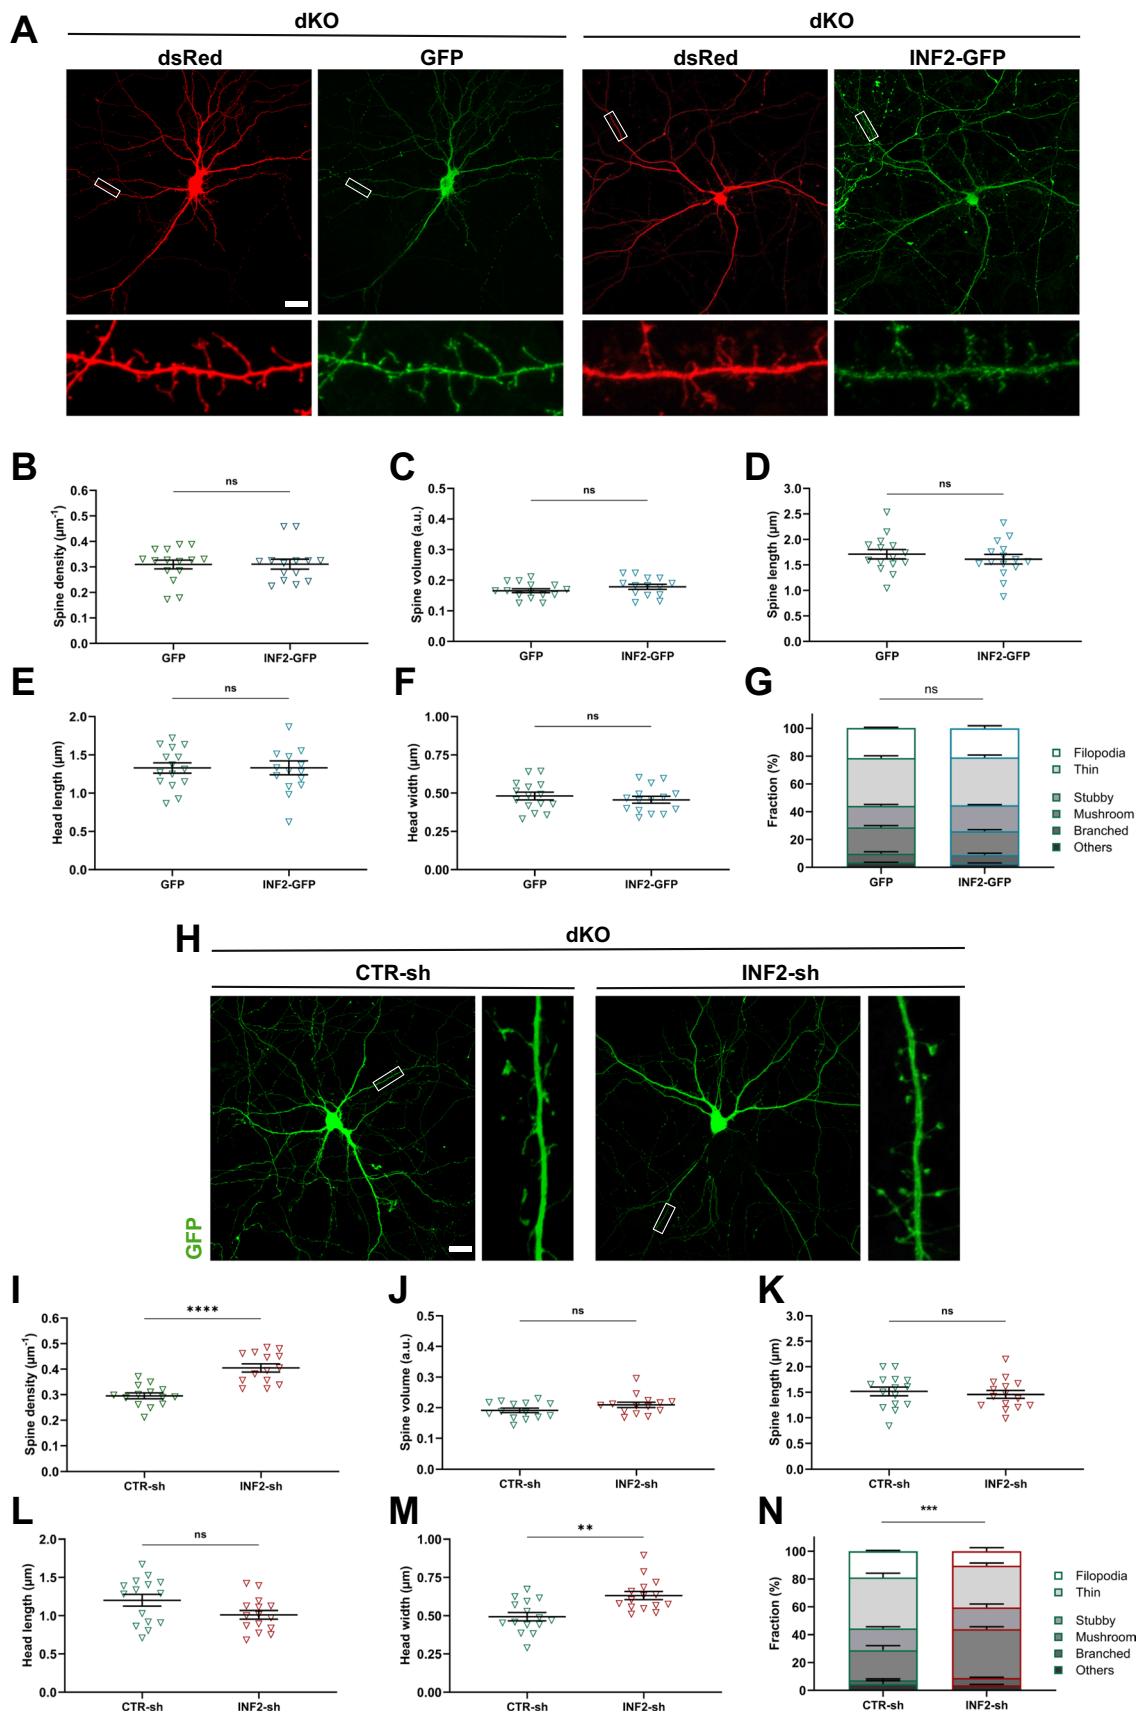 A
dKO
dKO
dsRed
GFP
dsRed
INF2-GFP
B
ns
Spine density (µm⁻¹)
0.6
0.5
0.4
0.3
0.2
0.1
0.0
GFP
INF2-GFP
C
ns
Spine volume (a.u.)
0.5
0.4
0.3
0.2
0.1
0.0
GFP
INF2-GFP
D
ns
Spine length (µm)
3.0
2.5
2.0
1.5
1.0
0.5
0.0
GFP
INF2-GFP
E
ns
Head length (µm)
2.0
1.5
1.0
0.5
0.0
GFP
INF2-GFP
F
ns
Head width (µm)
1.00
0.75
0.50
0.25
0.00
GFP
INF2-GFP
G
ns
Fraction (%)
100
80
60
40
20
0
GFP
INF2-GFP
Filopodia
Thin
Stubby
Mushroom
Branched
Others
H
dKO
CTR-sh
INF2-sh
GFP
I
****
Spine density (µm⁻¹)
0.6
0.5
0.4
0.3
0.2
0.1
0.0
CTR-sh
INF2-sh
J
ns
Spine volume (a.u.)
0.5
0.4
0.3
0.2
0.1
0.0
CTR-sh
INF2-sh
K
ns
Spine length (µm)
3.0
2.5
2.0
1.5
1.0
0.5
0.0
CTR-sh
INF2-sh
L
ns
Head length (µm)
2.0
1.5
1.0
0.5
0.0
CTR-sh
INF2-sh
M
**
Head width (µm)
1.00
0.75
0.50
0.25
0.00
CTR-sh
INF2-sh
N
***
Fraction (%)
100
80
60
40
20
0
CTR-sh
INF2-sh
Filopodia
Thin
Stubby
Mushroom
Branched
Others